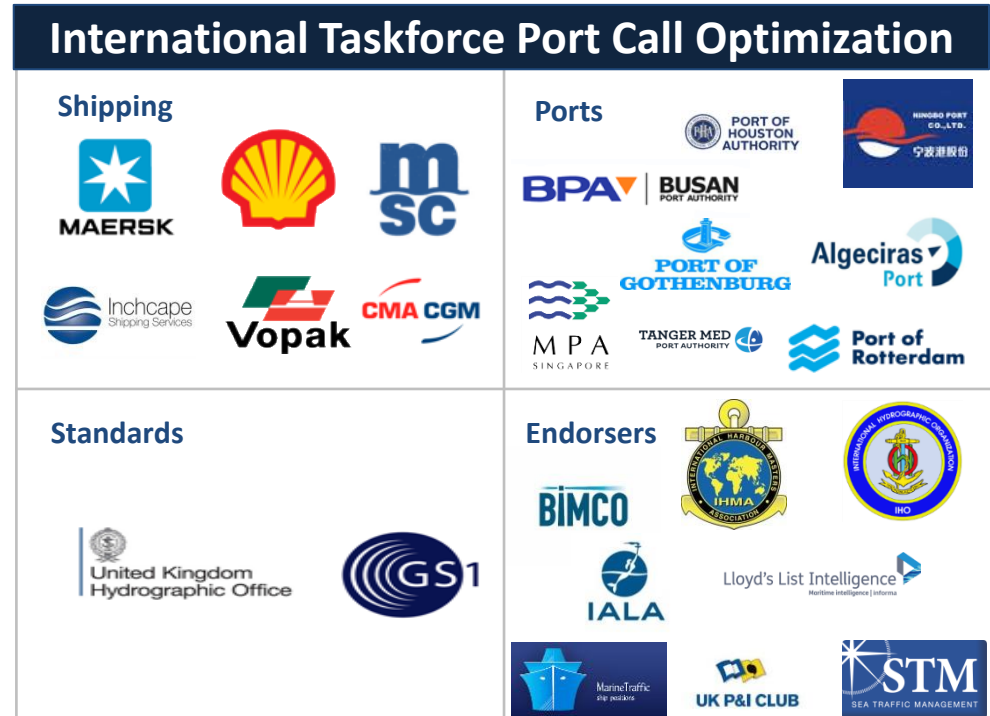 International Taskforce Port Call Optimization
Shipping
MAERSK
m
sc
Inchcape
Shipping Services
Vopak
CMA CGM
Ports
PHA
PORT OF
HOUSTON
AUTHORITY
NINGBO PORT
CO.,LTD.
宁波港股份
BPA
BUSAN
PORT AUTHORITY
PORT OF
GOTHENBURG
Algeciras
Port
MPA
SINGAPORE
TANGER MED
PORT AUTHORITY
Port of
Rotterdam
Standards
United Kingdom
Hydrographic Office
GS1
Endorsers
BIMCO
INTERNATIONAL HARBOUR MASTERS
IHMA
ASSOCIATION
INTERNATIONAL HYDROGRAPHIC ORGANIZATION
IHO
IALA
Lloyd's List Intelligence
Maritime intelligence | informa
MarineTraffic
ship positions
UK P&I CLUB
STM
SEA TRAFFIC MANAGEMENT